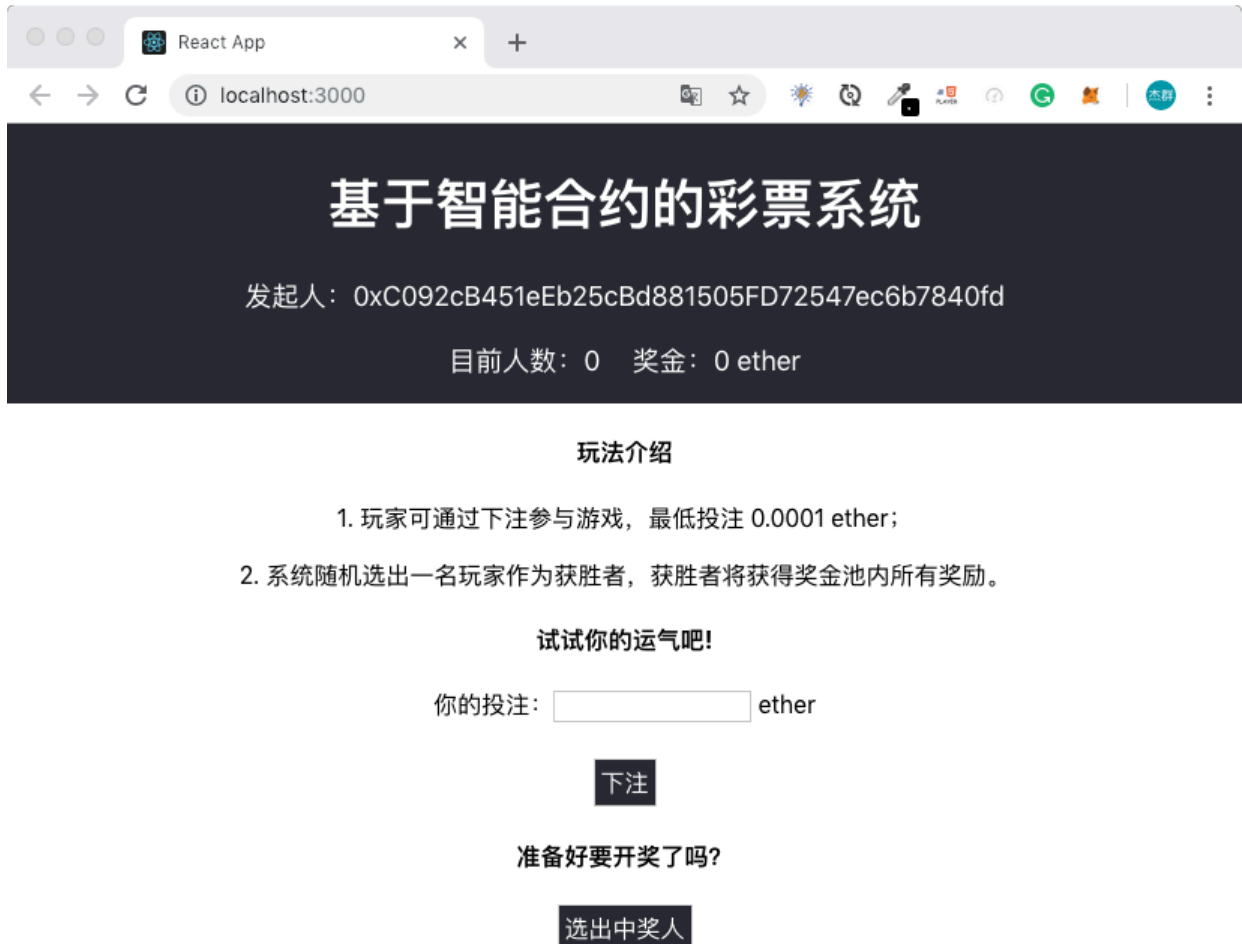 React App
localhost:3000
杰群
基于智能合约的彩票系统
发起人：0xC092cB451eEb25cBd881505FD72547ec6b7840fd
目前人数：0 奖金：0 ether
玩法介绍
1. 玩家可通过下注参与游戏，最低投注 0.0001 ether；
2. 系统随机选出一名玩家作为获胜者，获胜者将获得奖金池内所有奖励。
试试你的运气吧!
你的投注： ether
下注
准备好要开奖了吗?
选出中奖人